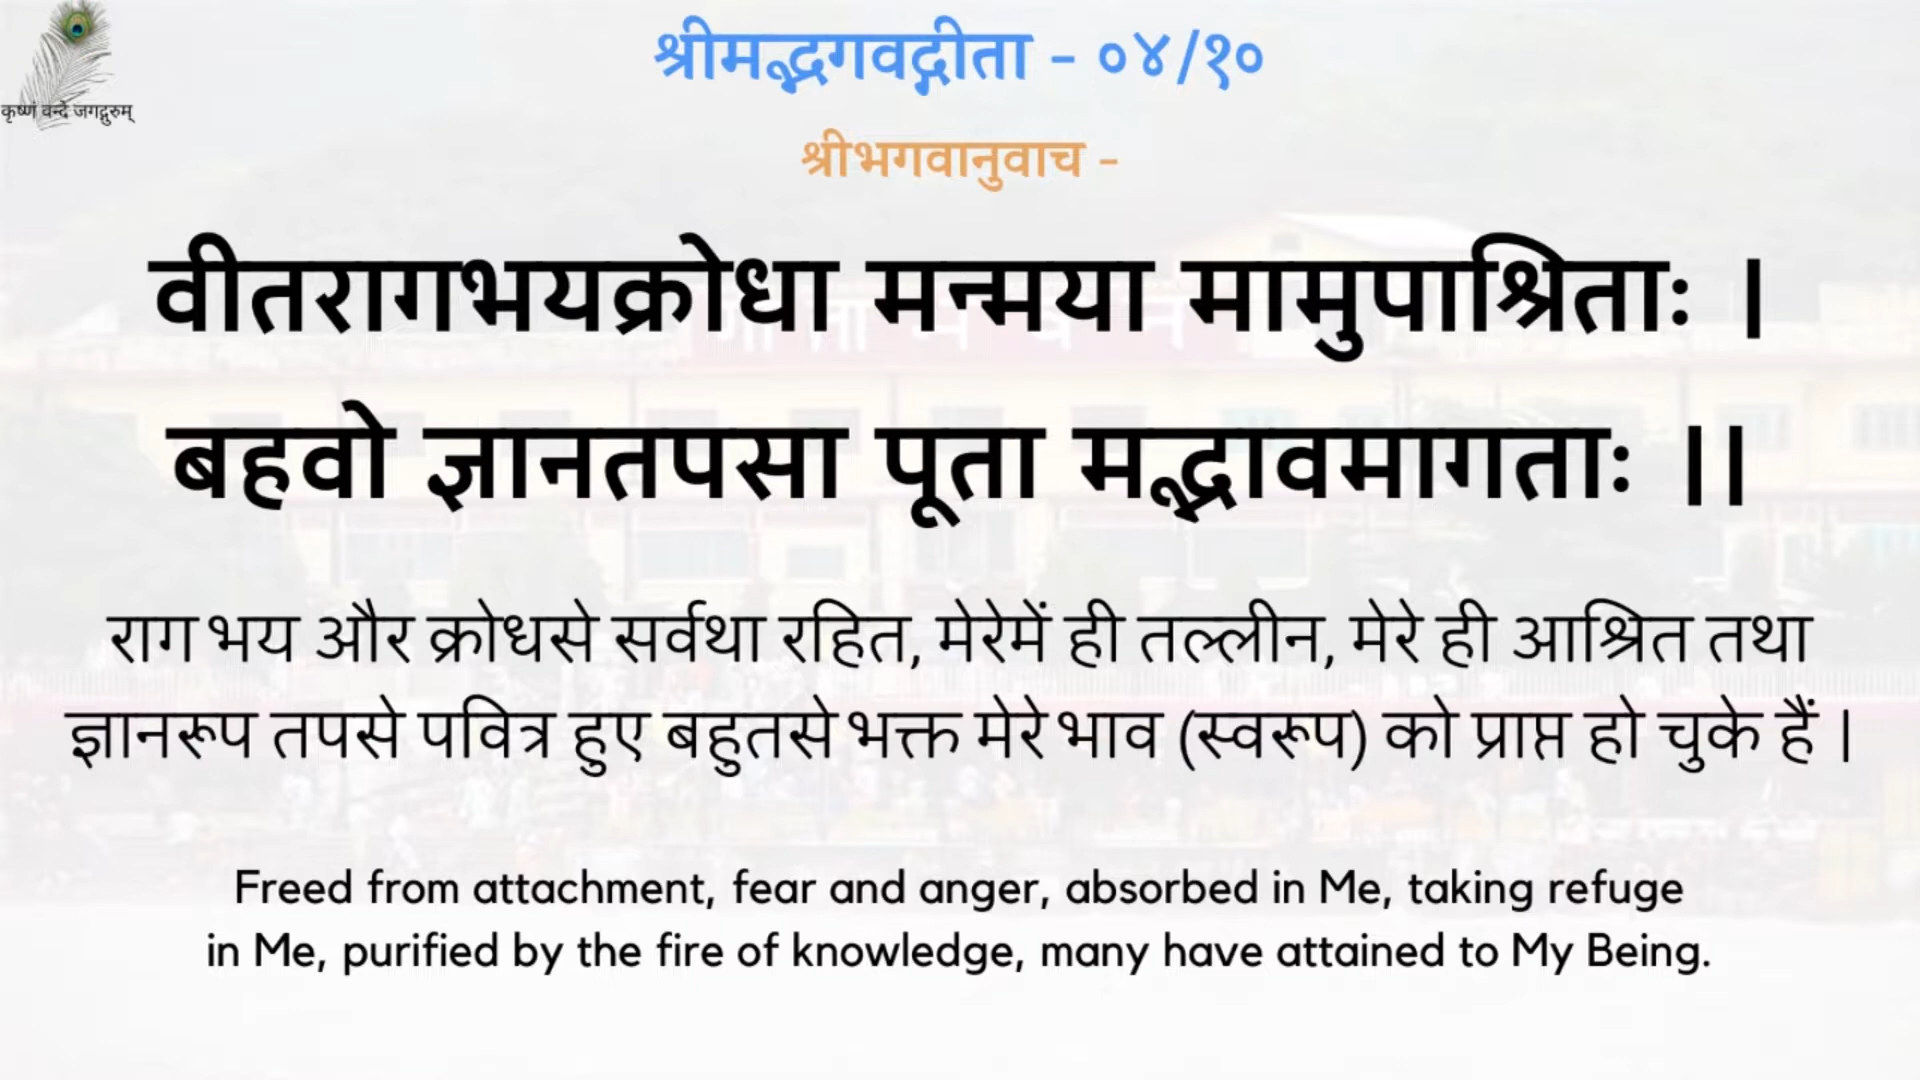 कृष्णं वन्दे जगद्गुरुम्
श्रीमद्भगवद्गीता - ०४/१०
श्रीभगवानुवाच -
वीतरागभयक्रोधा मन्मया मामुपाश्रिताः |
बहवो ज्ञानतपसा पूता मद्भावमागताः ||
राग भय और क्रोधसे सर्वथा रहित, मेरेमें ही तल्लीन, मेरे ही आश्रित तथा
ज्ञानरूप तपसे पवित्र हुए बहुतसे भक्त मेरे भाव (स्वरूप) को प्राप्त हो चुके हैं |
Freed from attachment, fear and anger, absorbed in Me, taking refuge
in Me, purified by the fire of knowledge, many have attained to My Being.